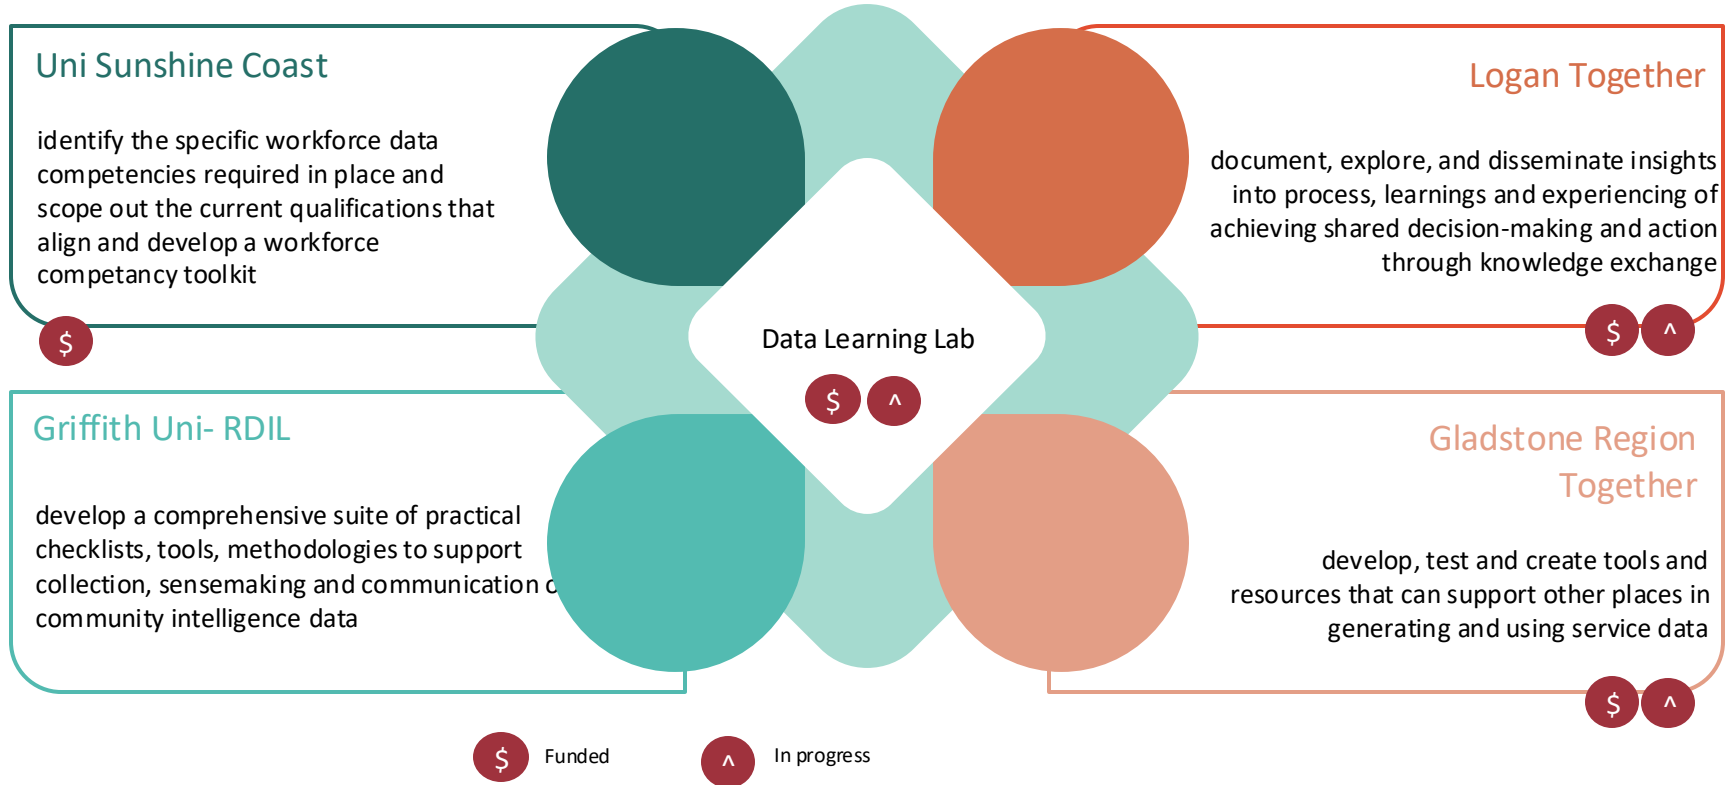 Uni Sunshine Coast
identify the specific workforce data
competencies required in place and
scope out the current qualifications that
align and develop a workforce
competancy toolkit
$
Logan Together
document, explore, and disseminate insights
into process, learnings and experiencing of
achieving shared decision-making and action
through knowledge exchange
$ ^
Data Learning Lab
$ ^
Griffith Uni- RDIL
develop a comprehensive suite of practical
checklists, tools, methodologies to support
collection, sensemaking and communication
community intelligence data
Gladstone Region
Together
develop, test and create tools and
resources that can support other places in
generating and using service data
$ ^
$ Funded
^ In progress